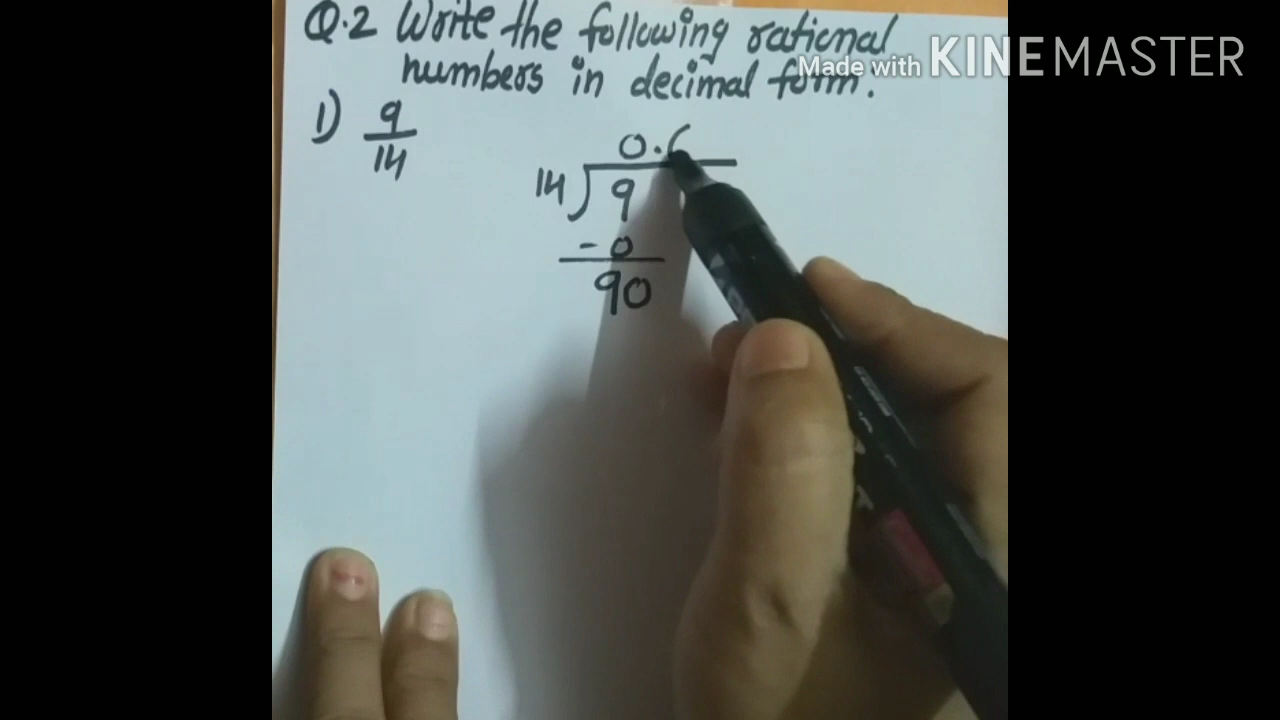 Q.2 Write the following rational
Made with KINEMASTER
numbers in decimal form:
1) 9
14
0.6
14) 9
-0
90